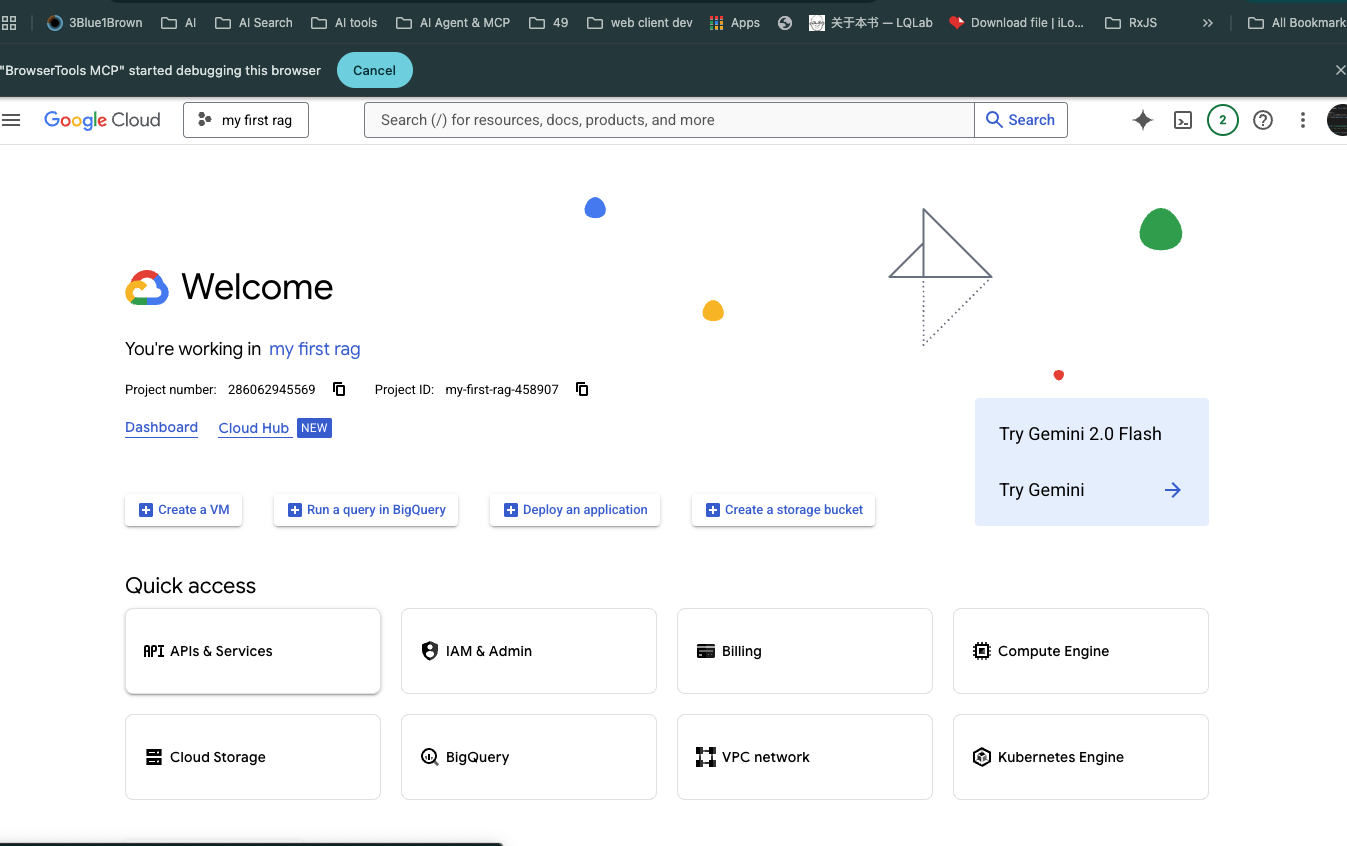 3Blue1Brown AI AI Search AI tools AI Agent & MCP 49 web client dev Apps 关于本书 — LQLab Download file | iLo... RxJS » All Bookmark
"BrowserTools MCP" started debugging this browser Cancel
Google Cloud my first rag Search (/) for resources, docs, products, and more Search 2
Welcome
You're working in my first rag
Project number: 286062945569 Project ID: my-first-rag-458907
Dashboard Cloud Hub NEW
Try Gemini 2.0 Flash
Try Gemini
Create a VM Run a query in BigQuery Deploy an application Create a storage bucket
Quick access
API APIs & Services IAM & Admin Billing Compute Engine
Cloud Storage BigQuery VPC network Kubernetes Engine